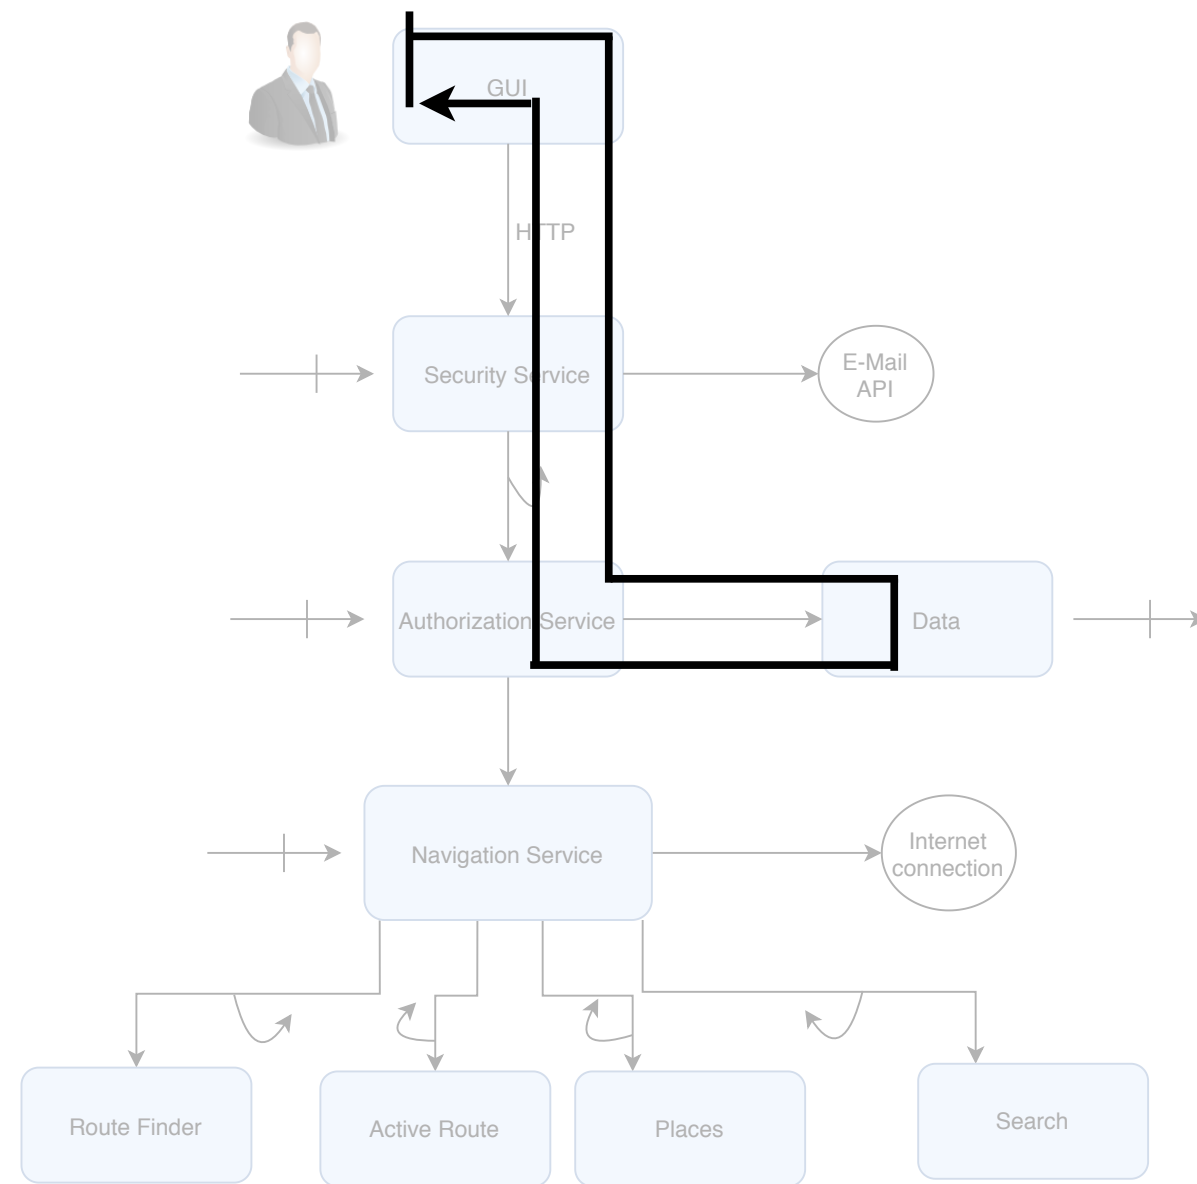 GUI
HTTP
Security Service
E-Mail
API
Authorization Service
Data
Navigation Service
Internet
connection
Route Finder
Active Route
Places
Search